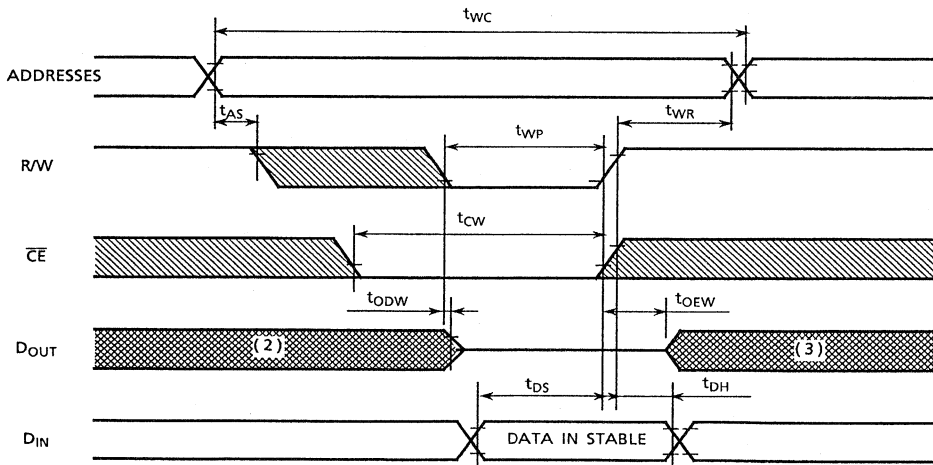 tWC
ADDRESSES
tAS
tWP
tWR
R/W
tCW
CE
tODW
tOEW
DOUT
(2)
(3)
tDS
tDH
DIN
DATA IN STABLE